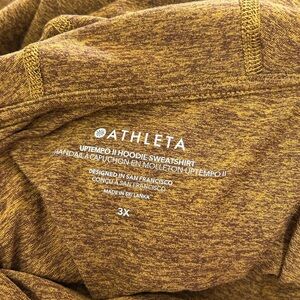 ATHLETA
UPTEMPO II HOODIE SWEATSHIRT
CHANDAIL À CAPUCHON EN MOLLETON UPTEMPO II
DESIGNED IN SAN FRANCISCO
CONÇU À SAN FRANCISCO
MADE IN SRI LANKA
3X